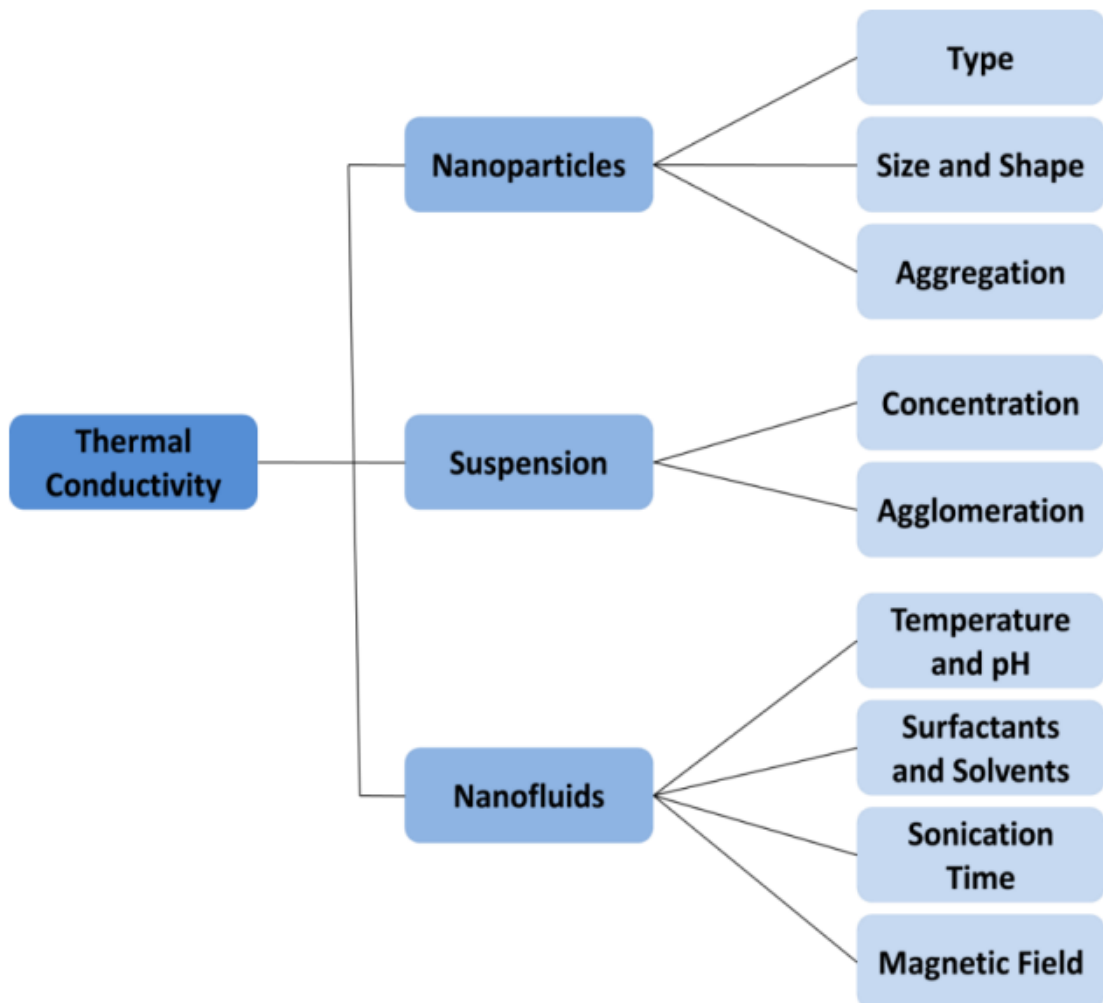 Type
Nanoparticles
Size and Shape
Aggregation
Concentration
Thermal
Conductivity
Suspension
Agglomeration
Temperature
and pH
Surfactants
and Solvents
Nanofluids
Sonication
Time
Magnetic Field